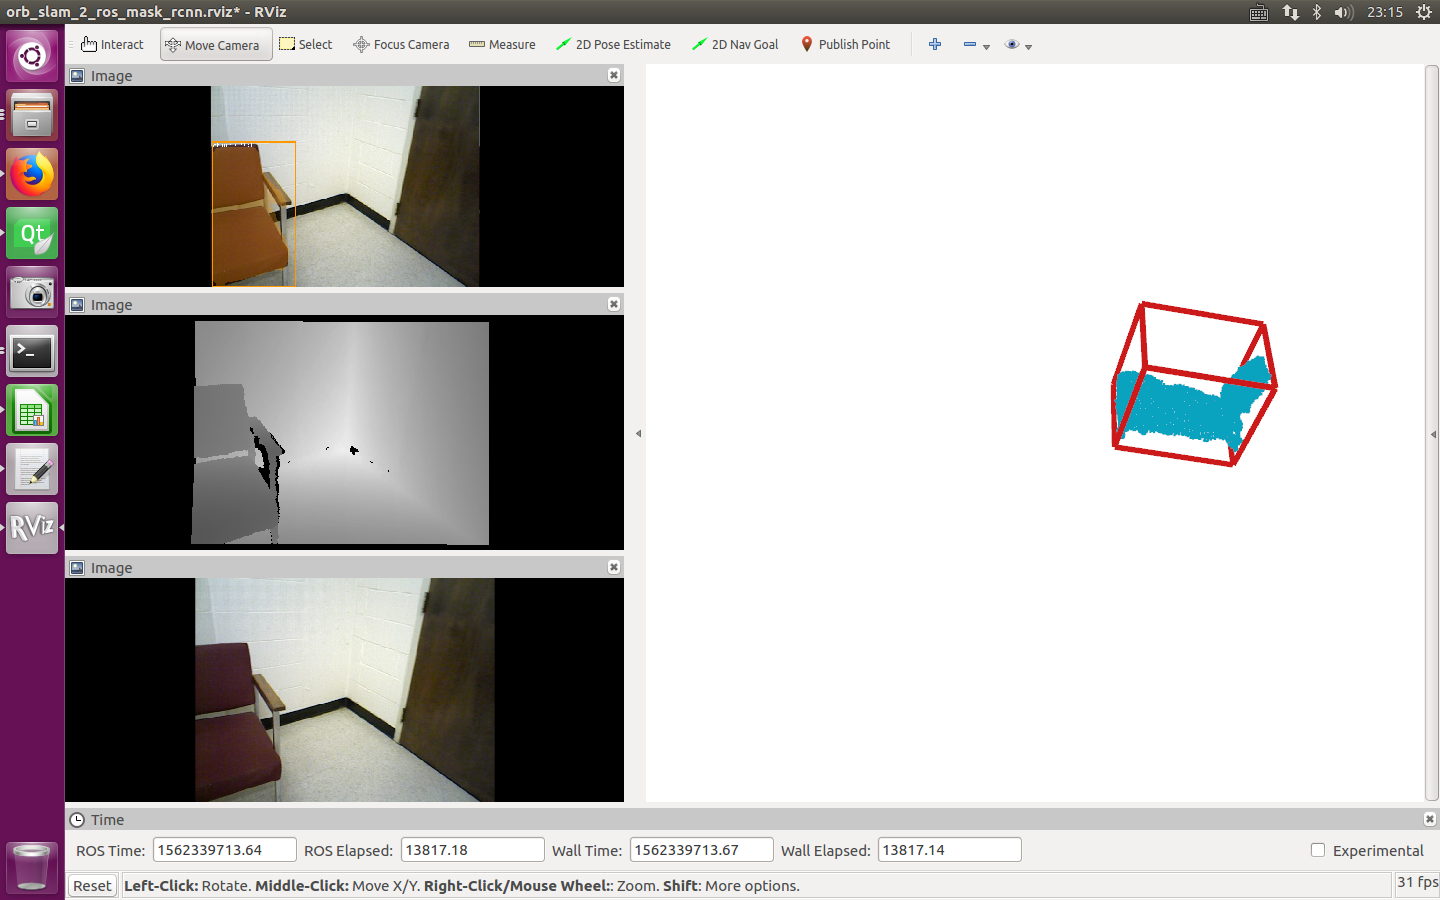 orb_slam_2_ros_mask_rcnn.rviz* - RViz
23:15
Interact
Move Camera
Select
Focus Camera
Measure
2D Pose Estimate
2D Nav Goal
Publish Point
Image
Image
Image
Qt
>_
RViz
Time
ROS Time: 1562339713.64
ROS Elapsed: 13817.18
Wall Time: 1562339713.67
Wall Elapsed: 13817.14
Experimental
Reset
Left-Click: Rotate. Middle-Click: Move X/Y. Right-Click/Mouse Wheel:: Zoom. Shift: More options.
31 fps